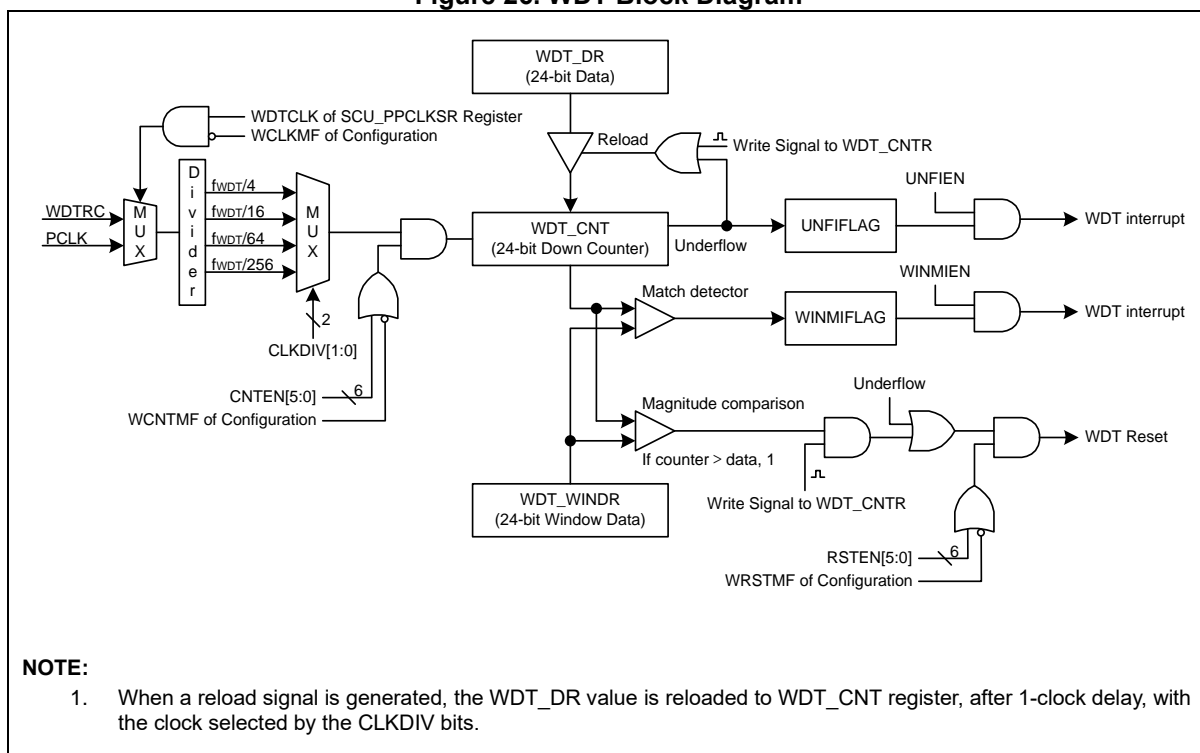 Figure 26. WDT Block Diagram
WDT_DR
(24-bit Data)
WDTCLK of SCU_PPCLKSR Register
WCLKMF of Configuration
Reload
Write Signal to WDT_CNTR
UNFIEN
WDTRC
PCLK
MUX
Divider
fWDT/4
fWDT/16
fWDT/64
fWDT/256
MUX
2
CLKDIV[1:0]
WDT_CNT
(24-bit Down Counter)
Underflow
UNFIFLAG
WDT interrupt
Match detector
WINMIEN
WINMIFLAG
WDT interrupt
CNTEN[5:0]
6
WCNTMF of Configuration
Magnitude comparison
If counter > data, 1
Underflow
WDT Reset
WDT_WINDR
(24-bit Window Data)
Write Signal to WDT_CNTR
RSTEN[5:0]
6
WRSTMF of Configuration
NOTE:
1. When a reload signal is generated, the WDT_DR value is reloaded to WDT_CNT register, after 1-clock delay, with
the clock selected by the CLKDIV bits.